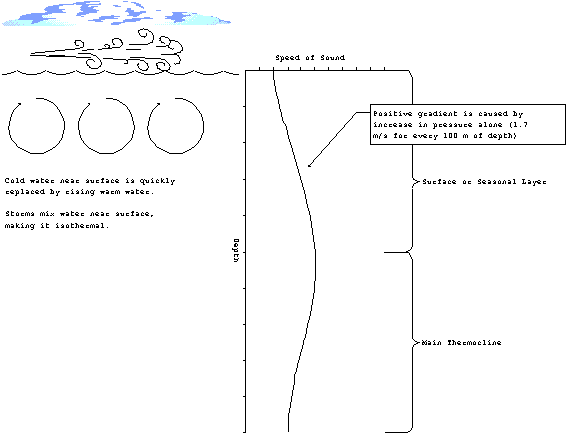 Speed of Sound
Positive gradient is caused by
increase in pressure alone (1.7
m/s for every 100 m of depth)
Cold water near surface is quickly
replaced by rising warm water.
Surface or Seasonal Layer
Storms mix water near surface,
making it isothermal.
Depth
Main Thermocline